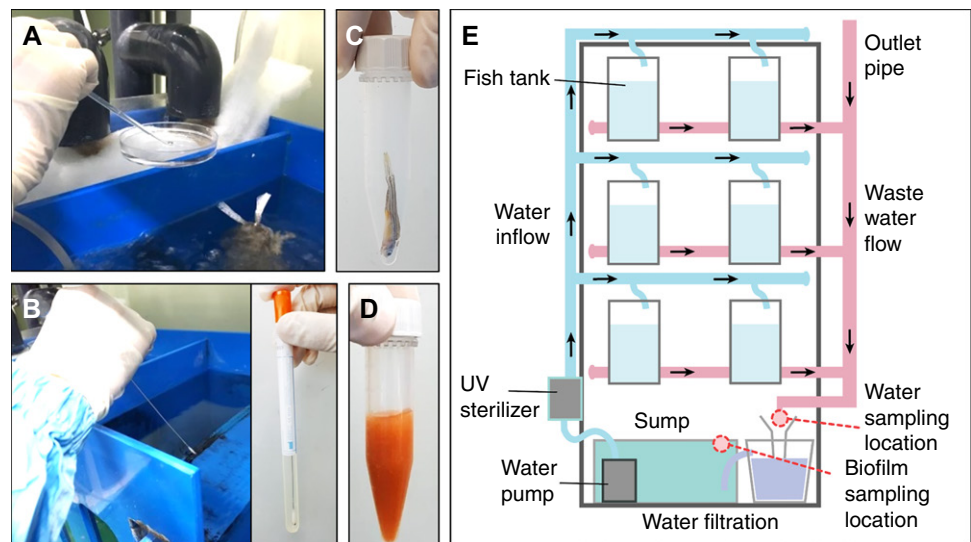 A
B
C
D
E
Fish tank
Outlet
pipe
Water
inflow
Waste
water
flow
UV
sterilizer
Sump
Water
sampling
location
Water
pump
Biofilm
sampling
location
Water filtration